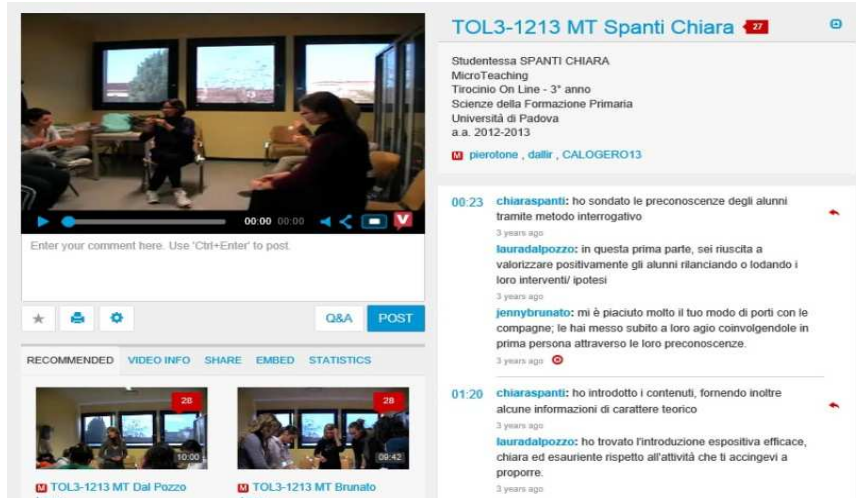 TOL3-1213 MT Spanti Chiara 27
Studentessa SPANTI CHIARA
MicroTeaching
Tirocinio On Line - 3° anno
Scienze della Formazione Primaria
Università di Padova
a.a. 2012-2013
M pierotone , dallir , CALOGERO13
00:00 00:00
Enter your comment here. Use 'Ctrl+Enter' to post.
Q&A POST
RECOMMENDED VIDEO INFO SHARE EMBED STATISTICS
28
10:00
M TOL3-1213 MT Dal Pozzo
28
09:42
M TOL3-1213 MT Brunato
00:23 chiaraspanti: ho sondato le preconoscenze degli alunni
tramite metodo interrogativo
3 years ago
lauradalpozzo: in questa prima parte, sei riuscita a
valorizzare positivamente gli alunni rilanciando o lodando i
loro interventi/ ipotesi
3 years ago
jennybrunato: mi è piaciuto molto il tuo modo di porti con le
compagne; le hai messo subito a loro agio coinvolgendole in
prima persona attraverso le loro preconoscenze.
3 years ago
01:20 chiaraspanti: ho introdotto i contenuti, fornendo inoltre
alcune informazioni di carattere teorico
3 years ago
lauradalpozzo: ho trovato l'introduzione espositiva efficace,
chiara ed esauriente rispetto all'attività che ti accingevi a
proporre.
3 years ago